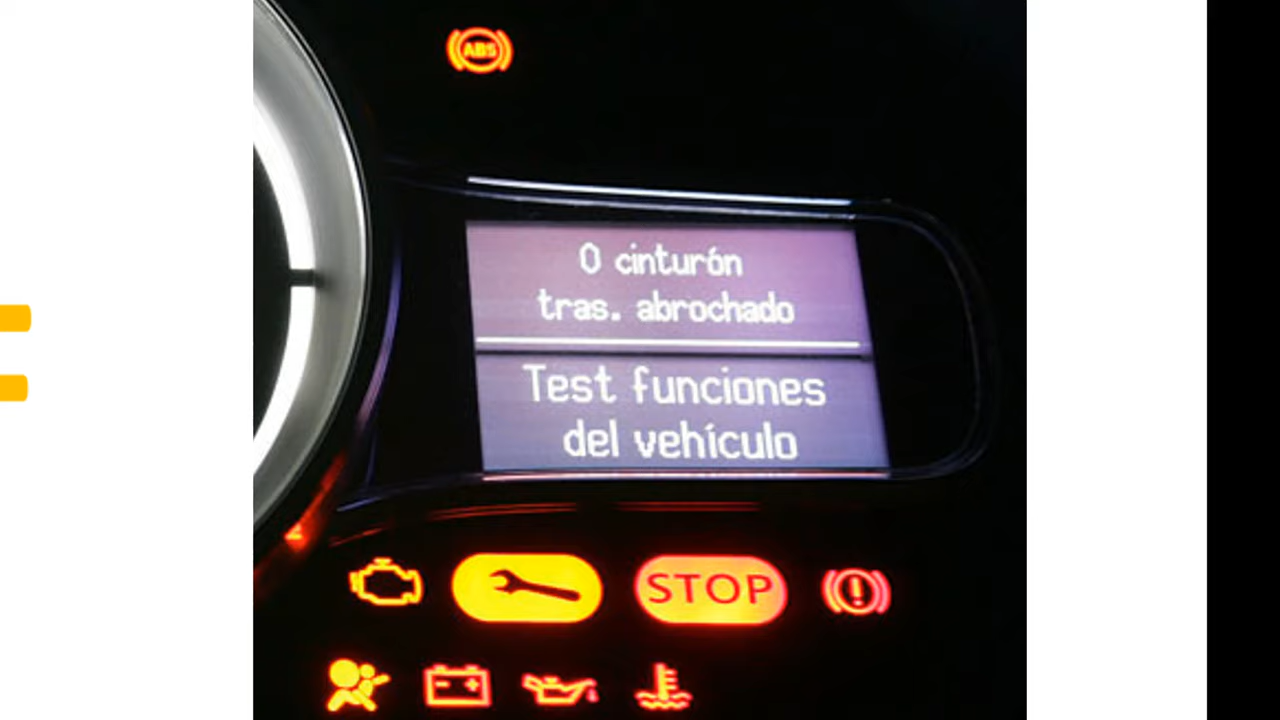 ABS
0 cinturón
tras. abrochado
Test funciones
del vehículo
STOP